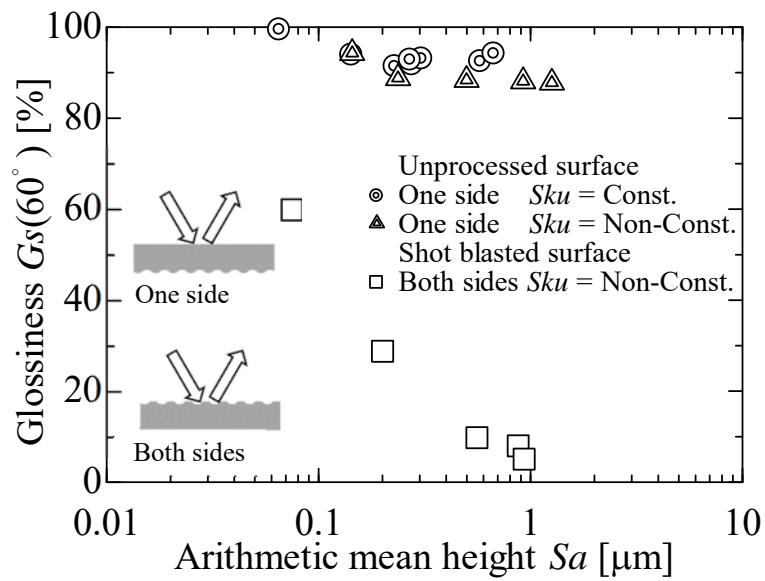 Glossiness Gs(60°) [%]
100
80
60
40
20
0
Unprocessed surface
One side Sku = Const.
One side Sku = Non-Const.
Shot blasted surface
Both sides Sku = Non-Const.
One side
Both sides
0.01
0.1
1
10
Arithmetic mean height Sa [μm]